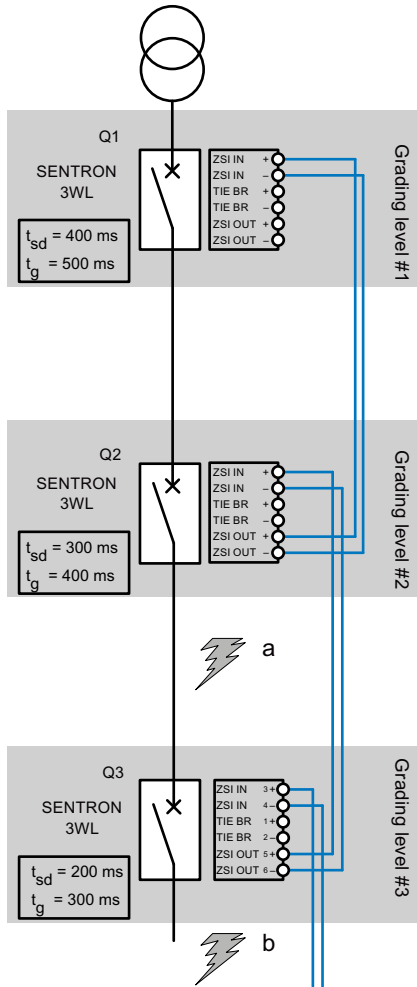 Q1
SENTRON
3WL
t_sd = 400 ms
t_g = 500 ms
ZSI IN +
ZSI IN –
TIE BR +
TIE BR –
ZSI OUT +
ZSI OUT –
Grading level #1
Q2
SENTRON
3WL
t_sd = 300 ms
t_g = 400 ms
ZSI IN +
ZSI IN –
TIE BR +
TIE BR –
ZSI OUT +
ZSI OUT –
Grading level #2
a
Q3
SENTRON
3WL
t_sd = 200 ms
t_g = 300 ms
ZSI IN 3+
ZSI IN 4–
TIE BR 1+
TIE BR 2–
ZSI OUT 5+
ZSI OUT 6–
Grading level #3
b